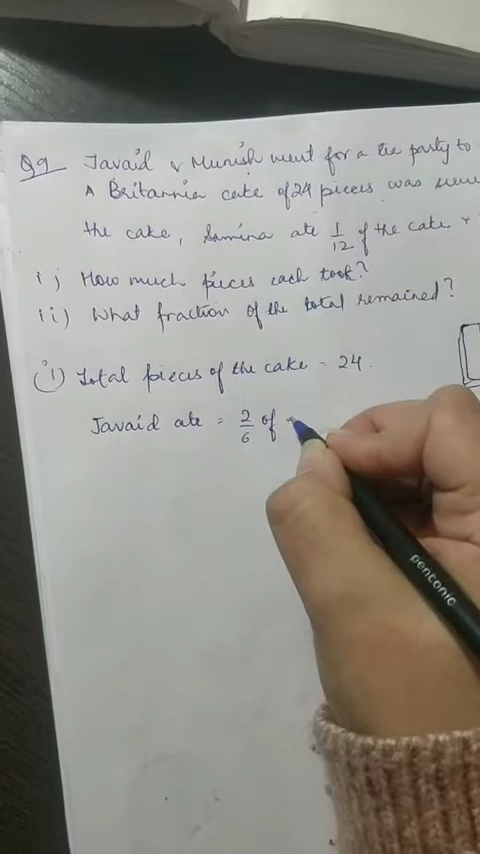 Q9 Javaid & Munish went for a tea party to
A Britannia cake of 24 pieces was
the cake, Samina ate 1/12 of the cake +
i) How much pieces each took?
ii) What fraction of the total remained?
(i) Total pieces of the cake = 24.
Javaid ate = 2/6 of
pentonic